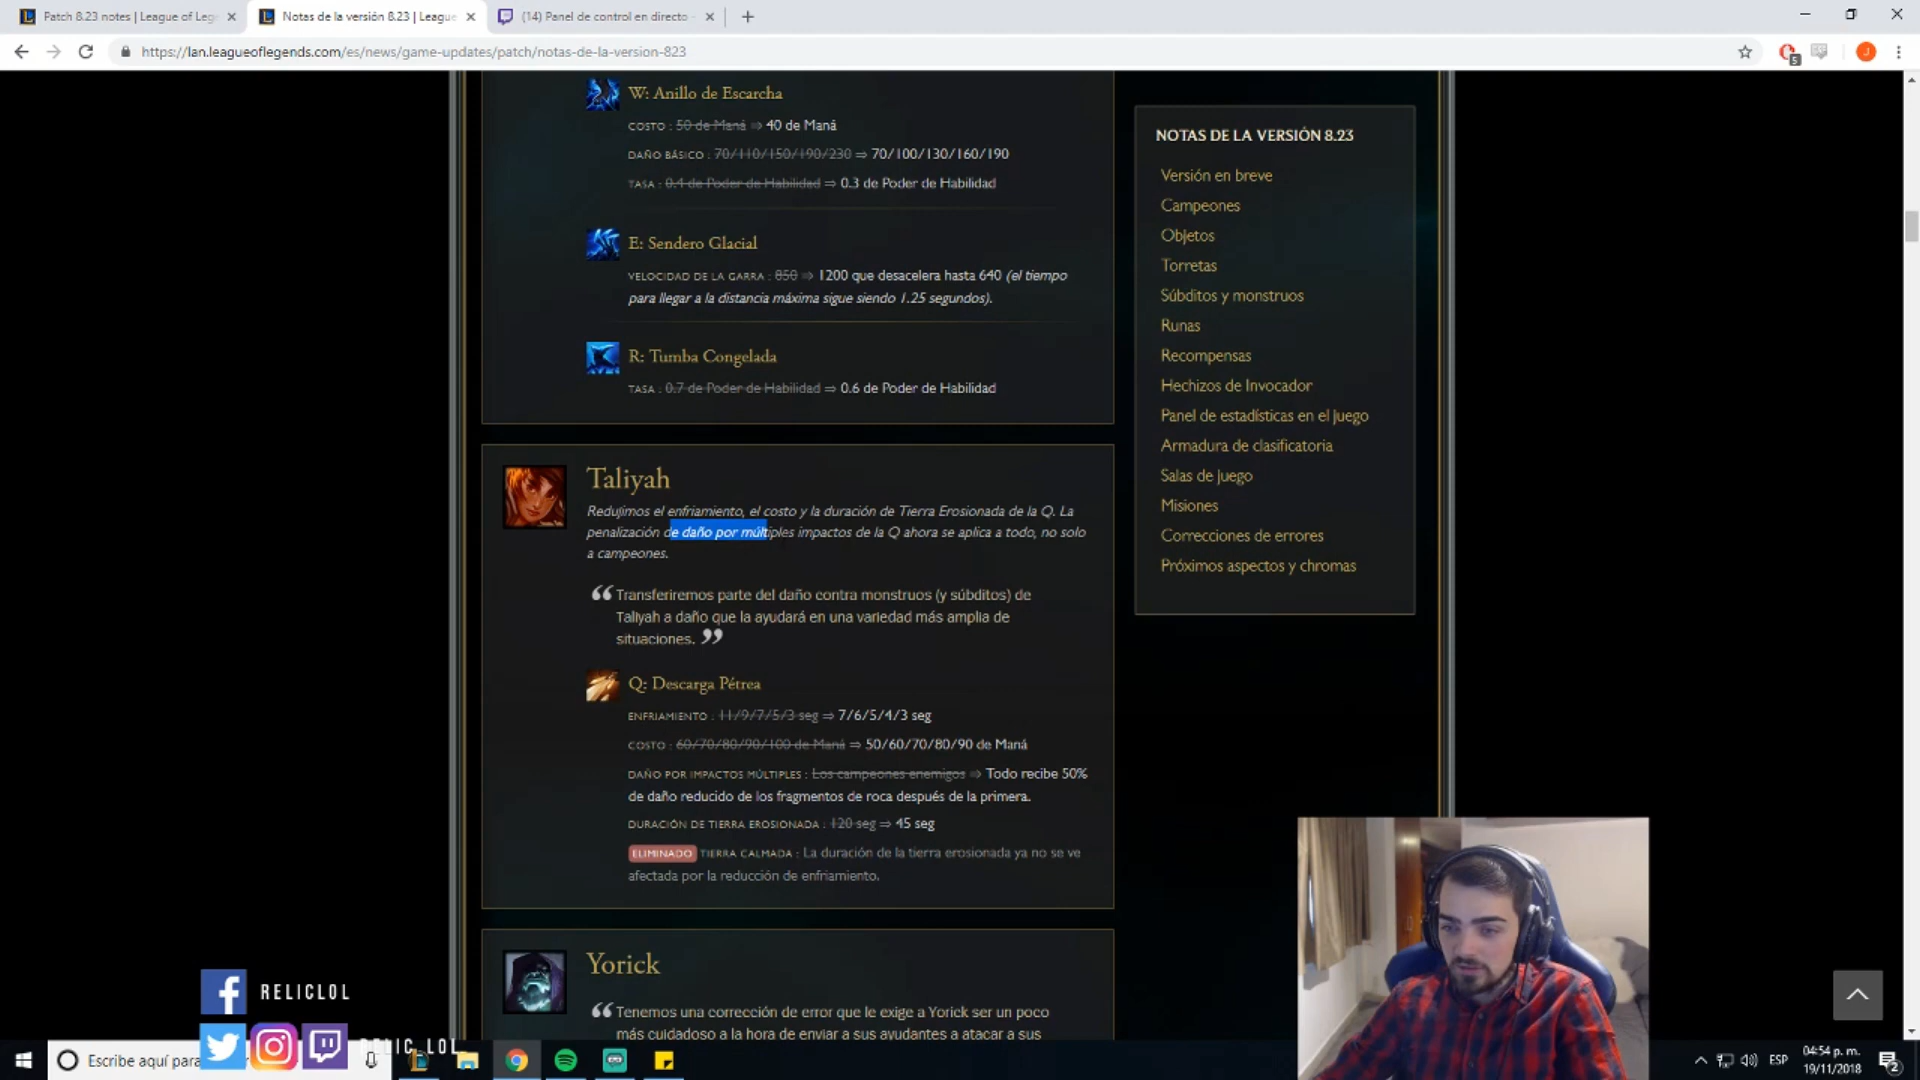 Patch 8.23 notes | League of Leg
Notas de la versión 8.23 | League
(14) Panel de control en directo
https://lan.leagueoflegends.com/es/news/game-updates/patch/notas-de-la-version-823
5
J
W: Anillo de Escarcha
COSTO : 50 de Maná ⇒ 40 de Maná
DAÑO BÁSICO : 70/110/150/190/230 ⇒ 70/100/130/160/190
TASA : 0.4 de Poder de Habilidad ⇒ 0.3 de Poder de Habilidad
E: Sendero Glacial
VELOCIDAD DE LA GARRA : 850 ⇒ 1200 que desacelera hasta 640 (el tiempo
para llegar a la distancia máxima sigue siendo 1.25 segundos).
R: Tumba Congelada
TASA : 0.7 de Poder de Habilidad ⇒ 0.6 de Poder de Habilidad
Taliyah
Redujimos el enfriamiento, el costo y la duración de Tierra Erosionada de la Q. La
penalización de daño por múltiples impactos de la Q ahora se aplica a todo, no solo
a campeones.
“ Transferiremos parte del daño contra monstruos (y súbditos) de
Taliyah a daño que la ayudará en una variedad más amplia de
situaciones. ”
Q: Descarga Pétrea
ENFRIAMIENTO : 11/9/7/5/3 seg ⇒ 7/6/5/4/3 seg
COSTO : 60/70/80/90/100 de Maná ⇒ 50/60/70/80/90 de Maná
DAÑO POR IMPACTOS MÚLTIPLES : Los campeones enemigos ⇒ Todo recibe 50%
de daño reducido de los fragmentos de roca después de la primera.
DURACIÓN DE TIERRA EROSIONADA : 120 seg ⇒ 45 seg
ELIMINADO TIERRA CALMADA : La duración de la tierra erosionada ya no se ve
afectada por la reducción de enfriamiento.
Yorick
“ Tenemos una corrección de error que le exige a Yorick ser un poco
más cuidadoso a la hora de enviar a sus ayudantes a atacar a sus
NOTAS DE LA VERSIÓN 8.23
Versión en breve
Campeones
Objetos
Torretas
Súbditos y monstruos
Runas
Recompensas
Hechizos de Invocador
Panel de estadísticas en el juego
Armadura de clasificatoria
Salas de juego
Misiones
Correcciones de errores
Próximos aspectos y chromas
RELICLOL
RELIC_LOL
Escribe aquí para
ESP
04:54 p. m.
19/11/2018
2